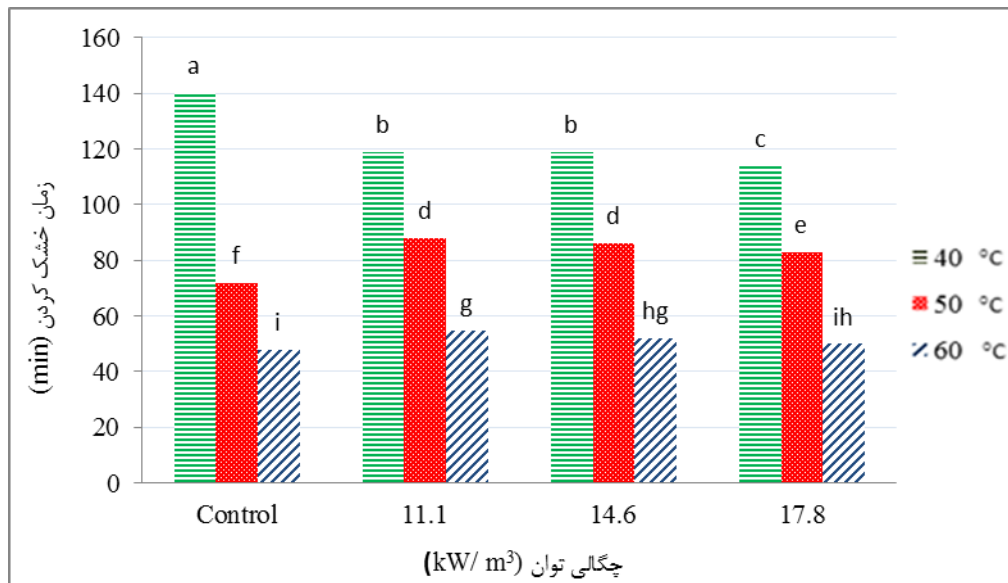 160
140
120
100
80
60
40
20
0
زمان خشک کردن (min)
a
f
i
b
d
g
b
d
hg
c
e
ih
Control 11.1 14.6 17.8
چگالی توان (kW/ m³)
40 °C
50 °C
60 °C